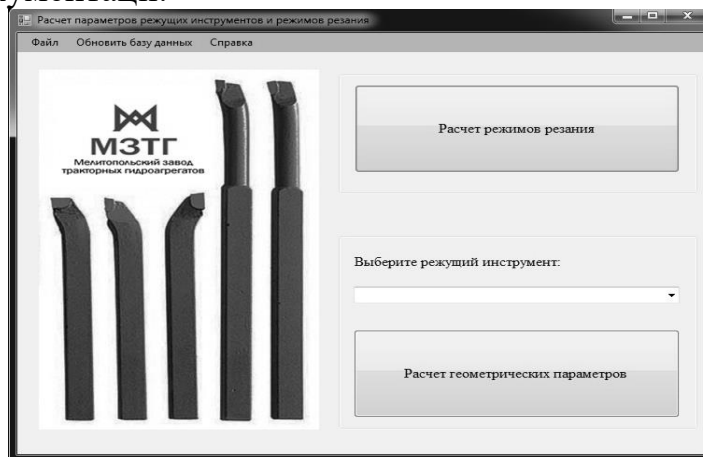 Расчет параметров режущих инструментов и режимов резания
Файл Обновить базу данных Справка
МЗТГ
Мелитопольский завод
тракторных гидроагрегатов
Расчет режимов резания
Выберите режущий инструмент:
Расчет геометрических параметров